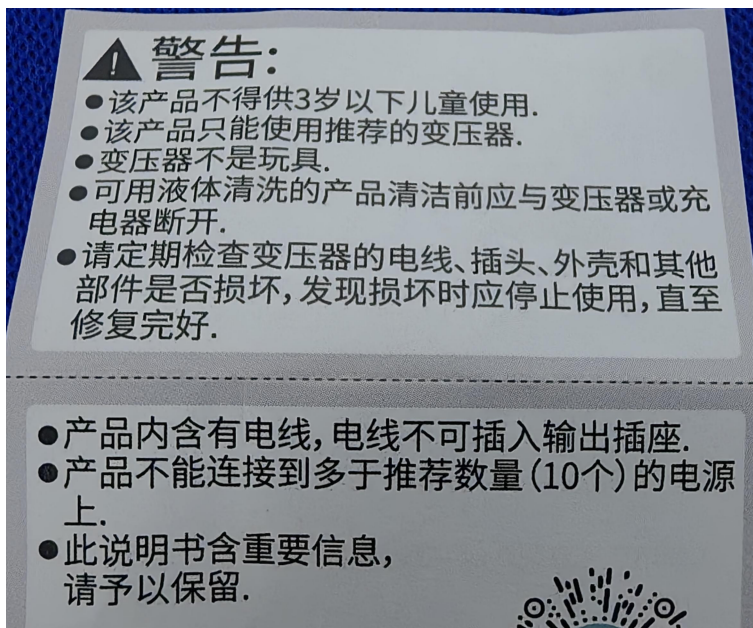 警告:
●该产品不得供3岁以下儿童使用.
●该产品只能使用推荐的变压器.
●变压器不是玩具.
●可用液体清洗的产品清洁前应与变压器或充
电器断开.
●请定期检查变压器的电线、插头、外壳和其他
部件是否损坏,发现损坏时应停止使用,直至
修复完好.
●产品内含有电线,电线不可插入输出插座.
●产品不能连接到多于推荐数量(10个)的电源
上.
●此说明书含重要信息,
请予以保留.